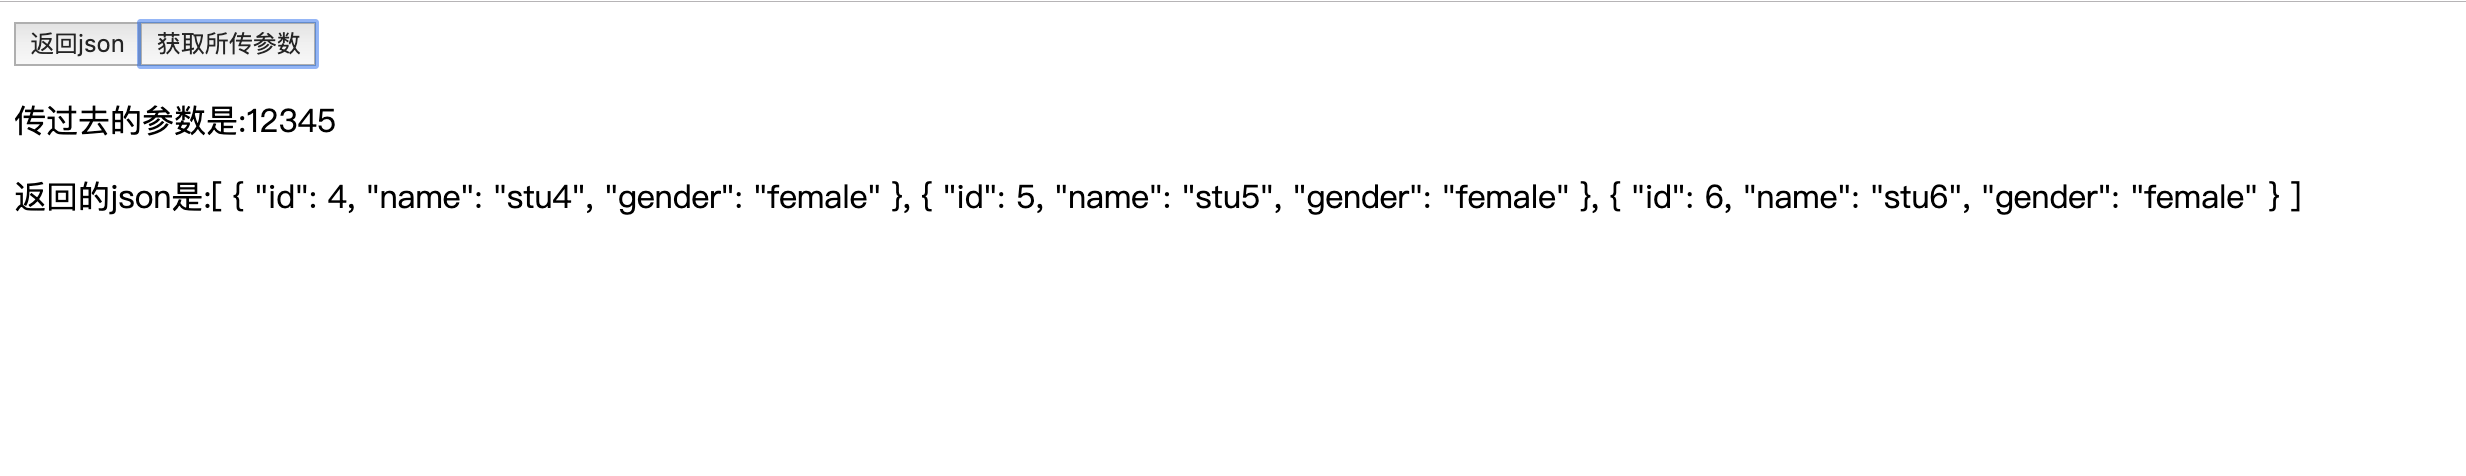 返回json 获取所传参数
传过去的参数是:12345
返回的json是:[ { "id": 4, "name": "stu4", "gender": "female" }, { "id": 5, "name": "stu5", "gender": "female" }, { "id": 6, "name": "stu6", "gender": "female" } ]